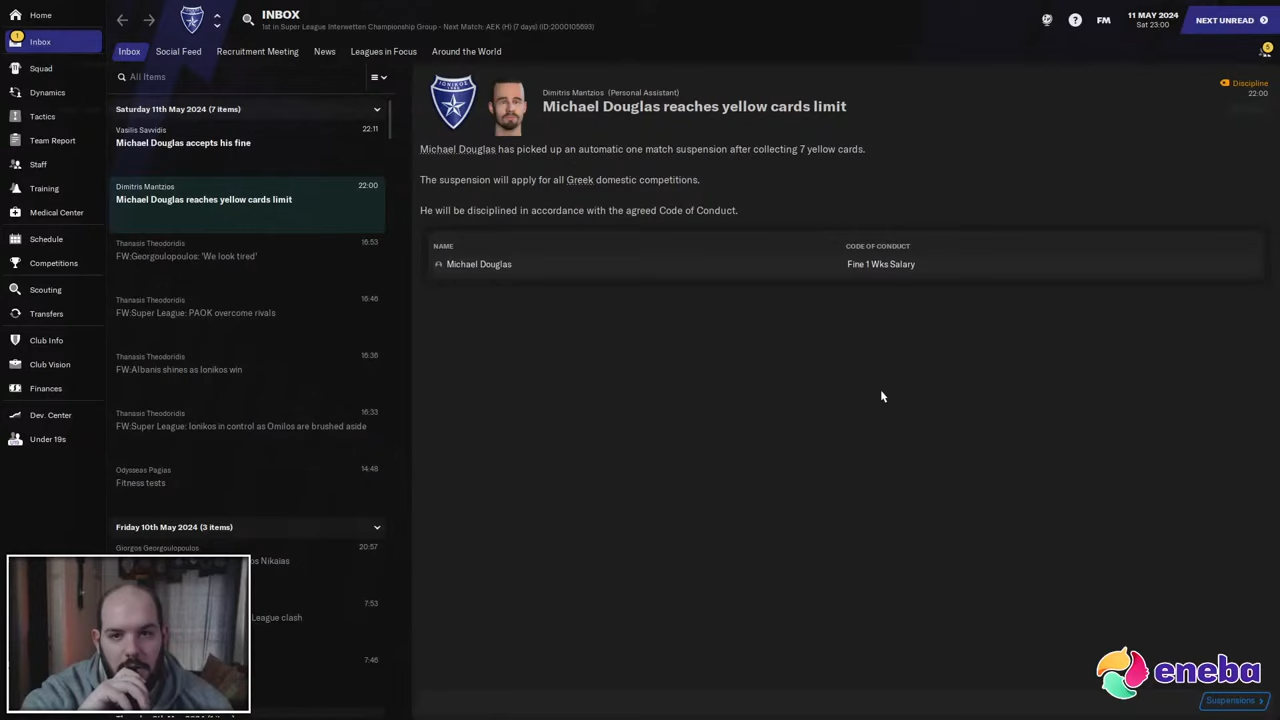 Home
1
Inbox
Squad
Dynamics
Tactics
Team Report
Staff
Training
Medical Center
Schedule
Competitions
Scouting
Transfers
Club Info
Club Vision
Finances
Dev. Center
Under 19s
INBOX
1st in Super League Interwetten Championship Group - Next Match: AEK (H) (7 days) (ID:2000105693)
FM
11 MAY 2024
Sat 23:00
NEXT UNREAD
5
Inbox
Social Feed
Recruitment Meeting
News
Leagues in Focus
Around the World
All Items
Saturday 11th May 2024 (7 items)
Vasilis Savvidis 22:11
Michael Douglas accepts his fine
Dimitris Mantzios 22:00
Michael Douglas reaches yellow cards limit
Thanasis Theodoridis 16:53
FW:Georgoulopoulos: 'We look tired'
Thanasis Theodoridis 16:46
FW:Super League: PAOK overcome rivals
Thanasis Theodoridis 16:36
FW:Albanis shines as Ionikos win
Thanasis Theodoridis 16:33
FW:Super League: Ionikos in control as Omilos are brushed aside
Odysseas Pagias 14:48
Fitness tests
Friday 10th May 2024 (3 items)
Giorgos Georgoulopoulos 20:57
os Nikaias
7:53
League clash
7:46
ΙΟΝΙΚΟΣ
Dimitris Mantzios (Personal Assistant)
Michael Douglas reaches yellow cards limit
Discipline
22:00
Michael Douglas has picked up an automatic one match suspension after collecting 7 yellow cards.
The suspension will apply for all Greek domestic competitions.
He will be disciplined in accordance with the agreed Code of Conduct.
NAME CODE OF CONDUCT
Michael Douglas Fine 1 Wks Salary
eneba
Suspensions